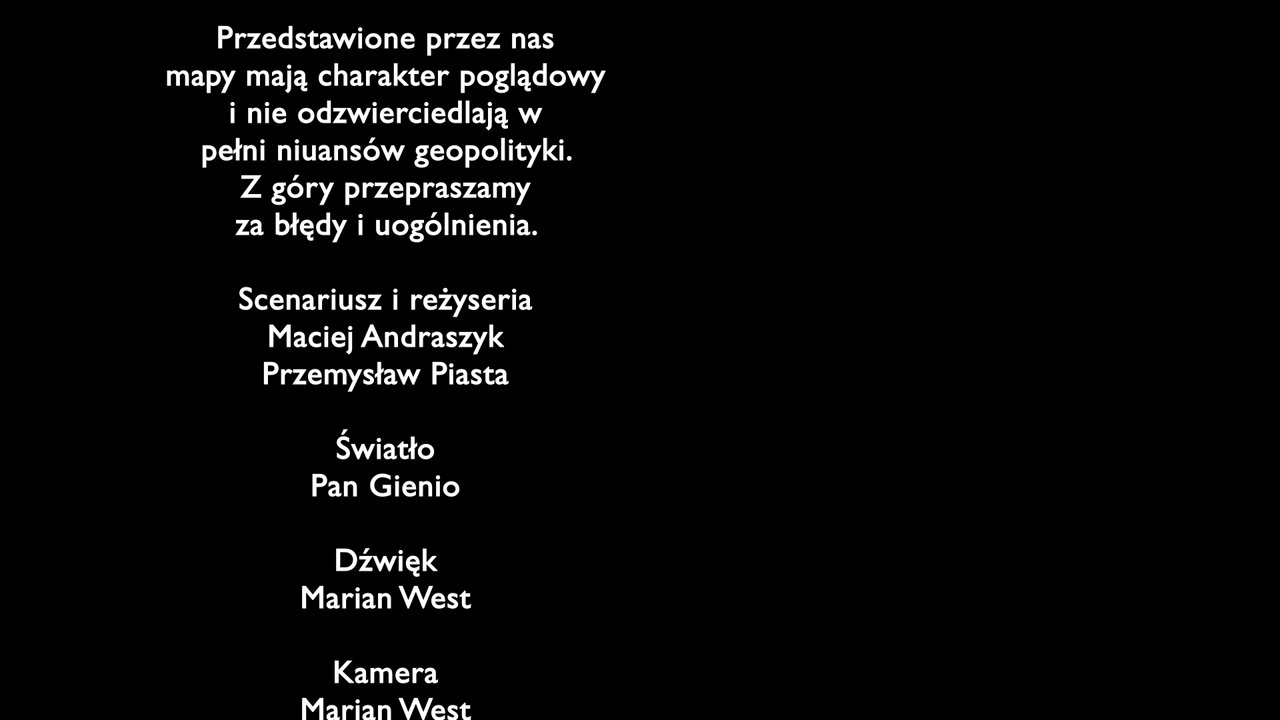 Przedstawione przez nas
mapy mają charakter poglądowy
i nie odzwierciedlają w
pełni niuansów geopolityki.
Z góry przepraszamy
za błędy i uogólnienia.
Scenariusz i reżyseria
Maciej Andraszyk
Przemysław Piasta
Światło
Pan Gienio
Dźwięk
Marian West
Kamera
Marian West